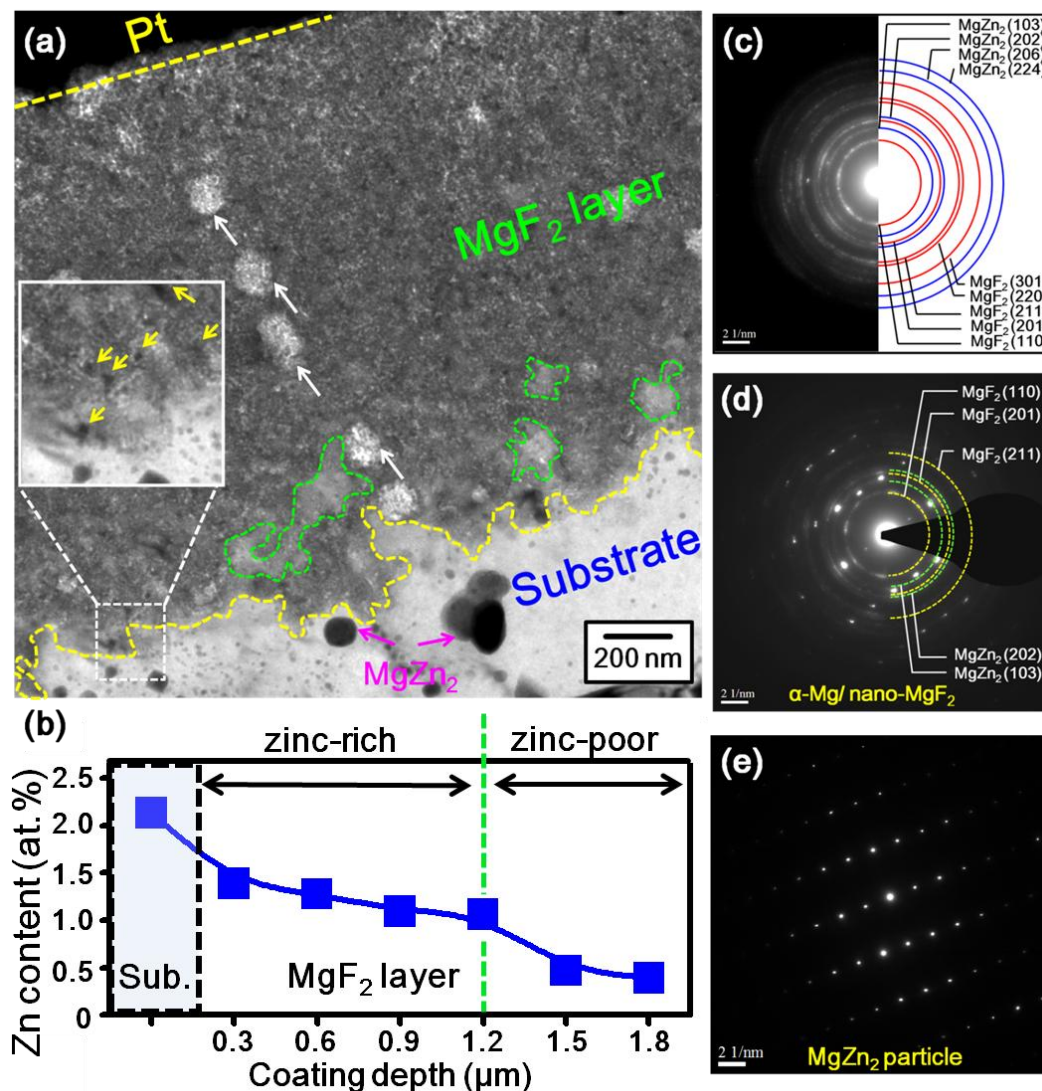 (a)
Pt
MgF₂ layer
Substrate
MgZn₂
200 nm
(b)
zinc-rich
zinc-poor
Zn content (at. %)
2.5
2.0
1.5
1.0
0.5
0
Sub.
MgF₂ layer
0.3 0.6 0.9 1.2 1.5 1.8
Coating depth (μm)
(c)
MgZn₂(103)
MgZn₂(202)
MgZn₂(206)
MgZn₂(224)
MgF₂(301)
MgF₂(220)
MgF₂(211)
MgF₂(201)
MgF₂(110)
2 1/nm
(d)
MgF₂(110)
MgF₂(201)
MgF₂(211)
MgZn₂(202)
MgZn₂(103)
2 1/nm
α-Mg/ nano-MgF₂
(e)
2 1/nm
MgZn₂ particle